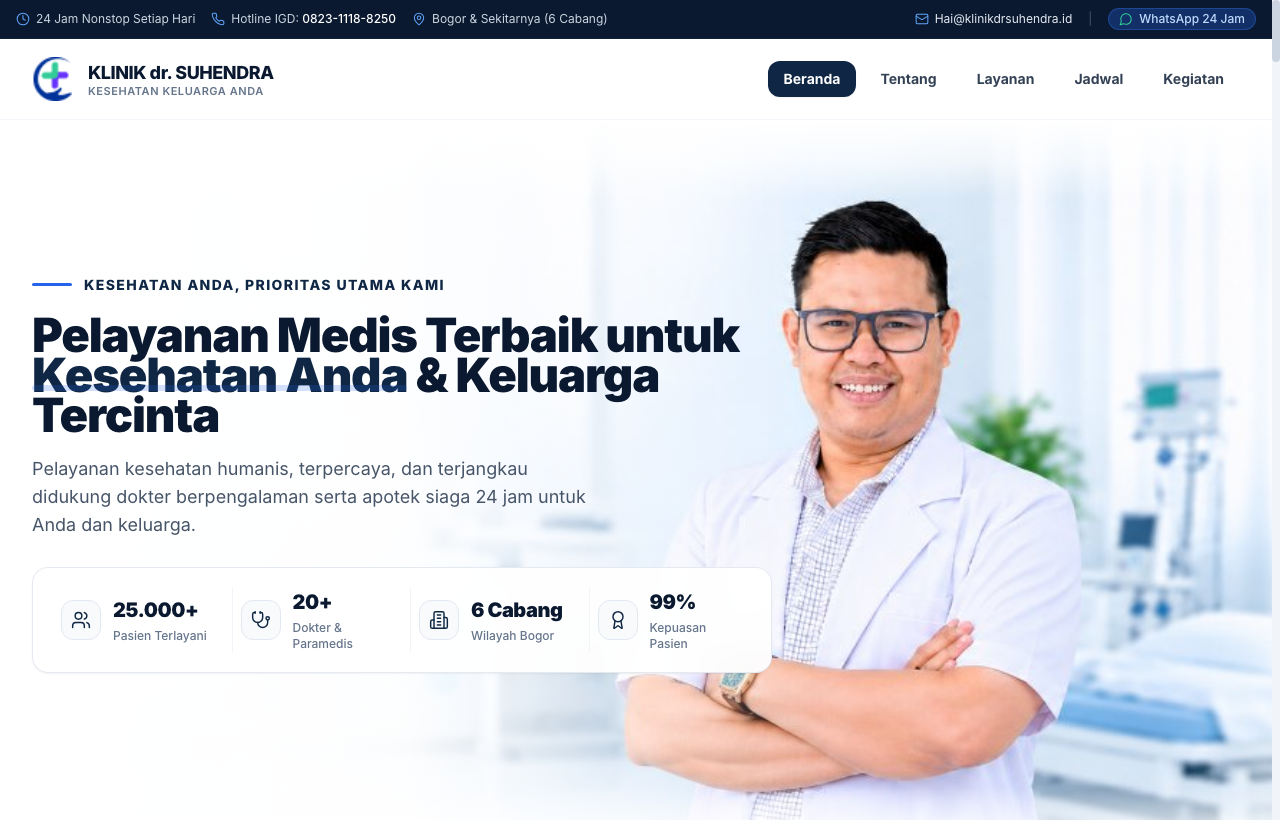 24 Jam Nonstop Setiap Hari
Hotline IGD: 0823-1118-8250
Bogor & Sekitarnya (6 Cabang)
Hai@klinikdrsuhendra.id
WhatsApp 24 Jam
KLINIK dr. SUHENDRA
KESEHATAN KELUARGA ANDA
Beranda
Tentang
Layanan
Jadwal
Kegiatan
KESEHATAN ANDA, PRIORITAS UTAMA KAMI
Pelayanan Medis Terbaik untuk
Kesehatan Anda & Keluarga
Tercinta
Pelayanan kesehatan humanis, terpercaya, dan terjangkau
didukung dokter berpengalaman serta apotek siaga 24 jam untuk
Anda dan keluarga.
25.000+
Pasien Terlayani
20+
Dokter &
Paramedis
6 Cabang
Wilayah Bogor
99%
Kepuasan
Pasien